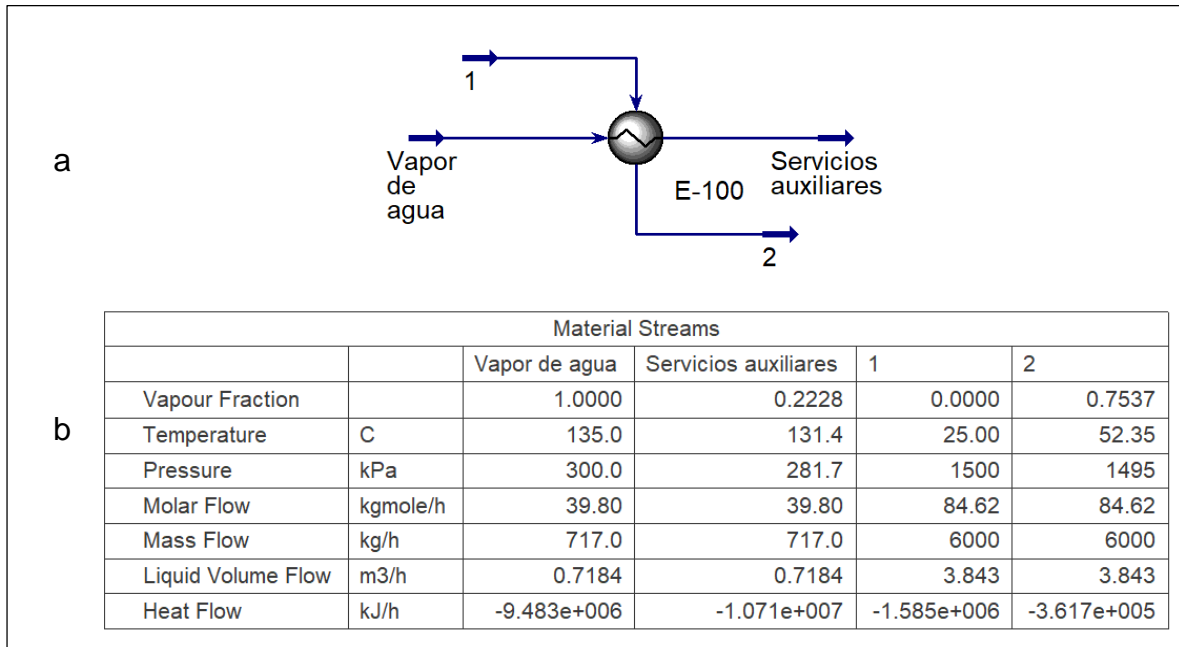 1
a
Vapor
de
agua
Servicios
auxiliares
E-100
2
b
Material Streams
Vapor de agua Servicios auxiliares 1 2
Vapour Fraction 1.0000 0.2228 0.0000 0.7537
Temperature C 135.0 131.4 25.00 52.35
Pressure kPa 300.0 281.7 1500 1495
Molar Flow kgmole/h 39.80 39.80 84.62 84.62
Mass Flow kg/h 717.0 717.0 6000 6000
Liquid Volume Flow m3/h 0.7184 0.7184 3.843 3.843
Heat Flow kJ/h -9.483e+006 -1.071e+007 -1.585e+006 -3.617e+005